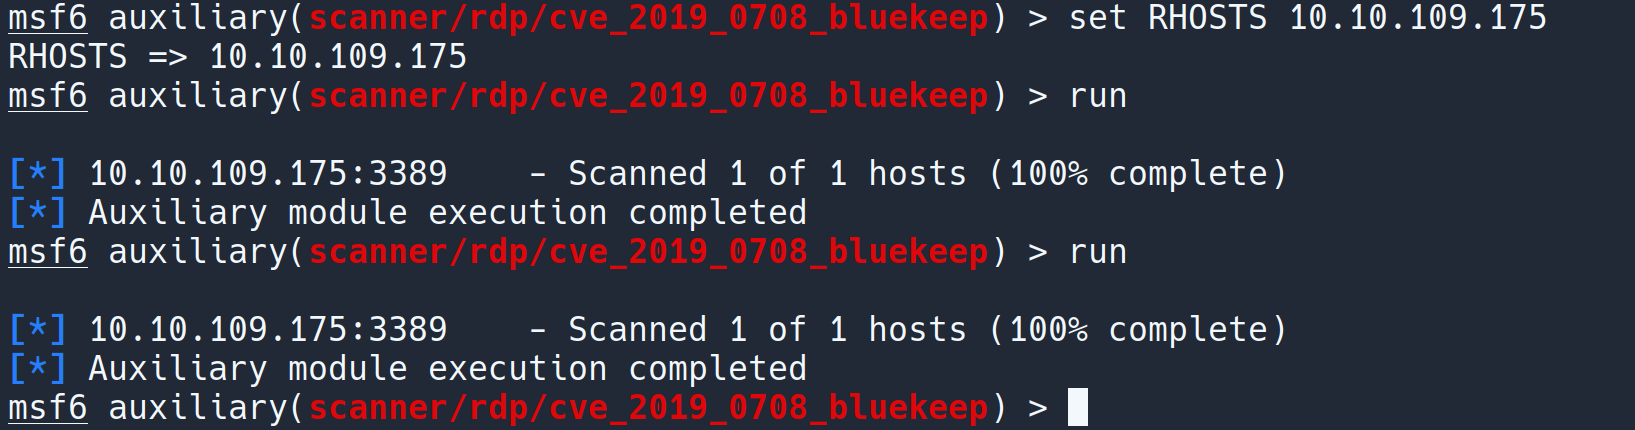 msf6 auxiliary(scanner/rdp/cve_2019_0708_bluekeep) > set RHOSTS 10.10.109.175
RHOSTS => 10.10.109.175
msf6 auxiliary(scanner/rdp/cve_2019_0708_bluekeep) > run
[*] 10.10.109.175:3389    - Scanned 1 of 1 hosts (100% complete)
[*] Auxiliary module execution completed
msf6 auxiliary(scanner/rdp/cve_2019_0708_bluekeep) > run
[*] 10.10.109.175:3389    - Scanned 1 of 1 hosts (100% complete)
[*] Auxiliary module execution completed
msf6 auxiliary(scanner/rdp/cve_2019_0708_bluekeep) >